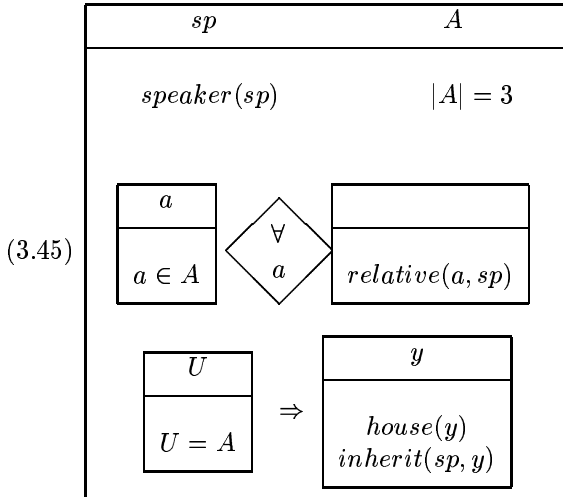 sp A
speaker(sp) |A| = 3
a
∀
(3.45)
a ∈ A a relative(a, sp)
U y
⇒
house(y)
U = A inherit(sp, y)